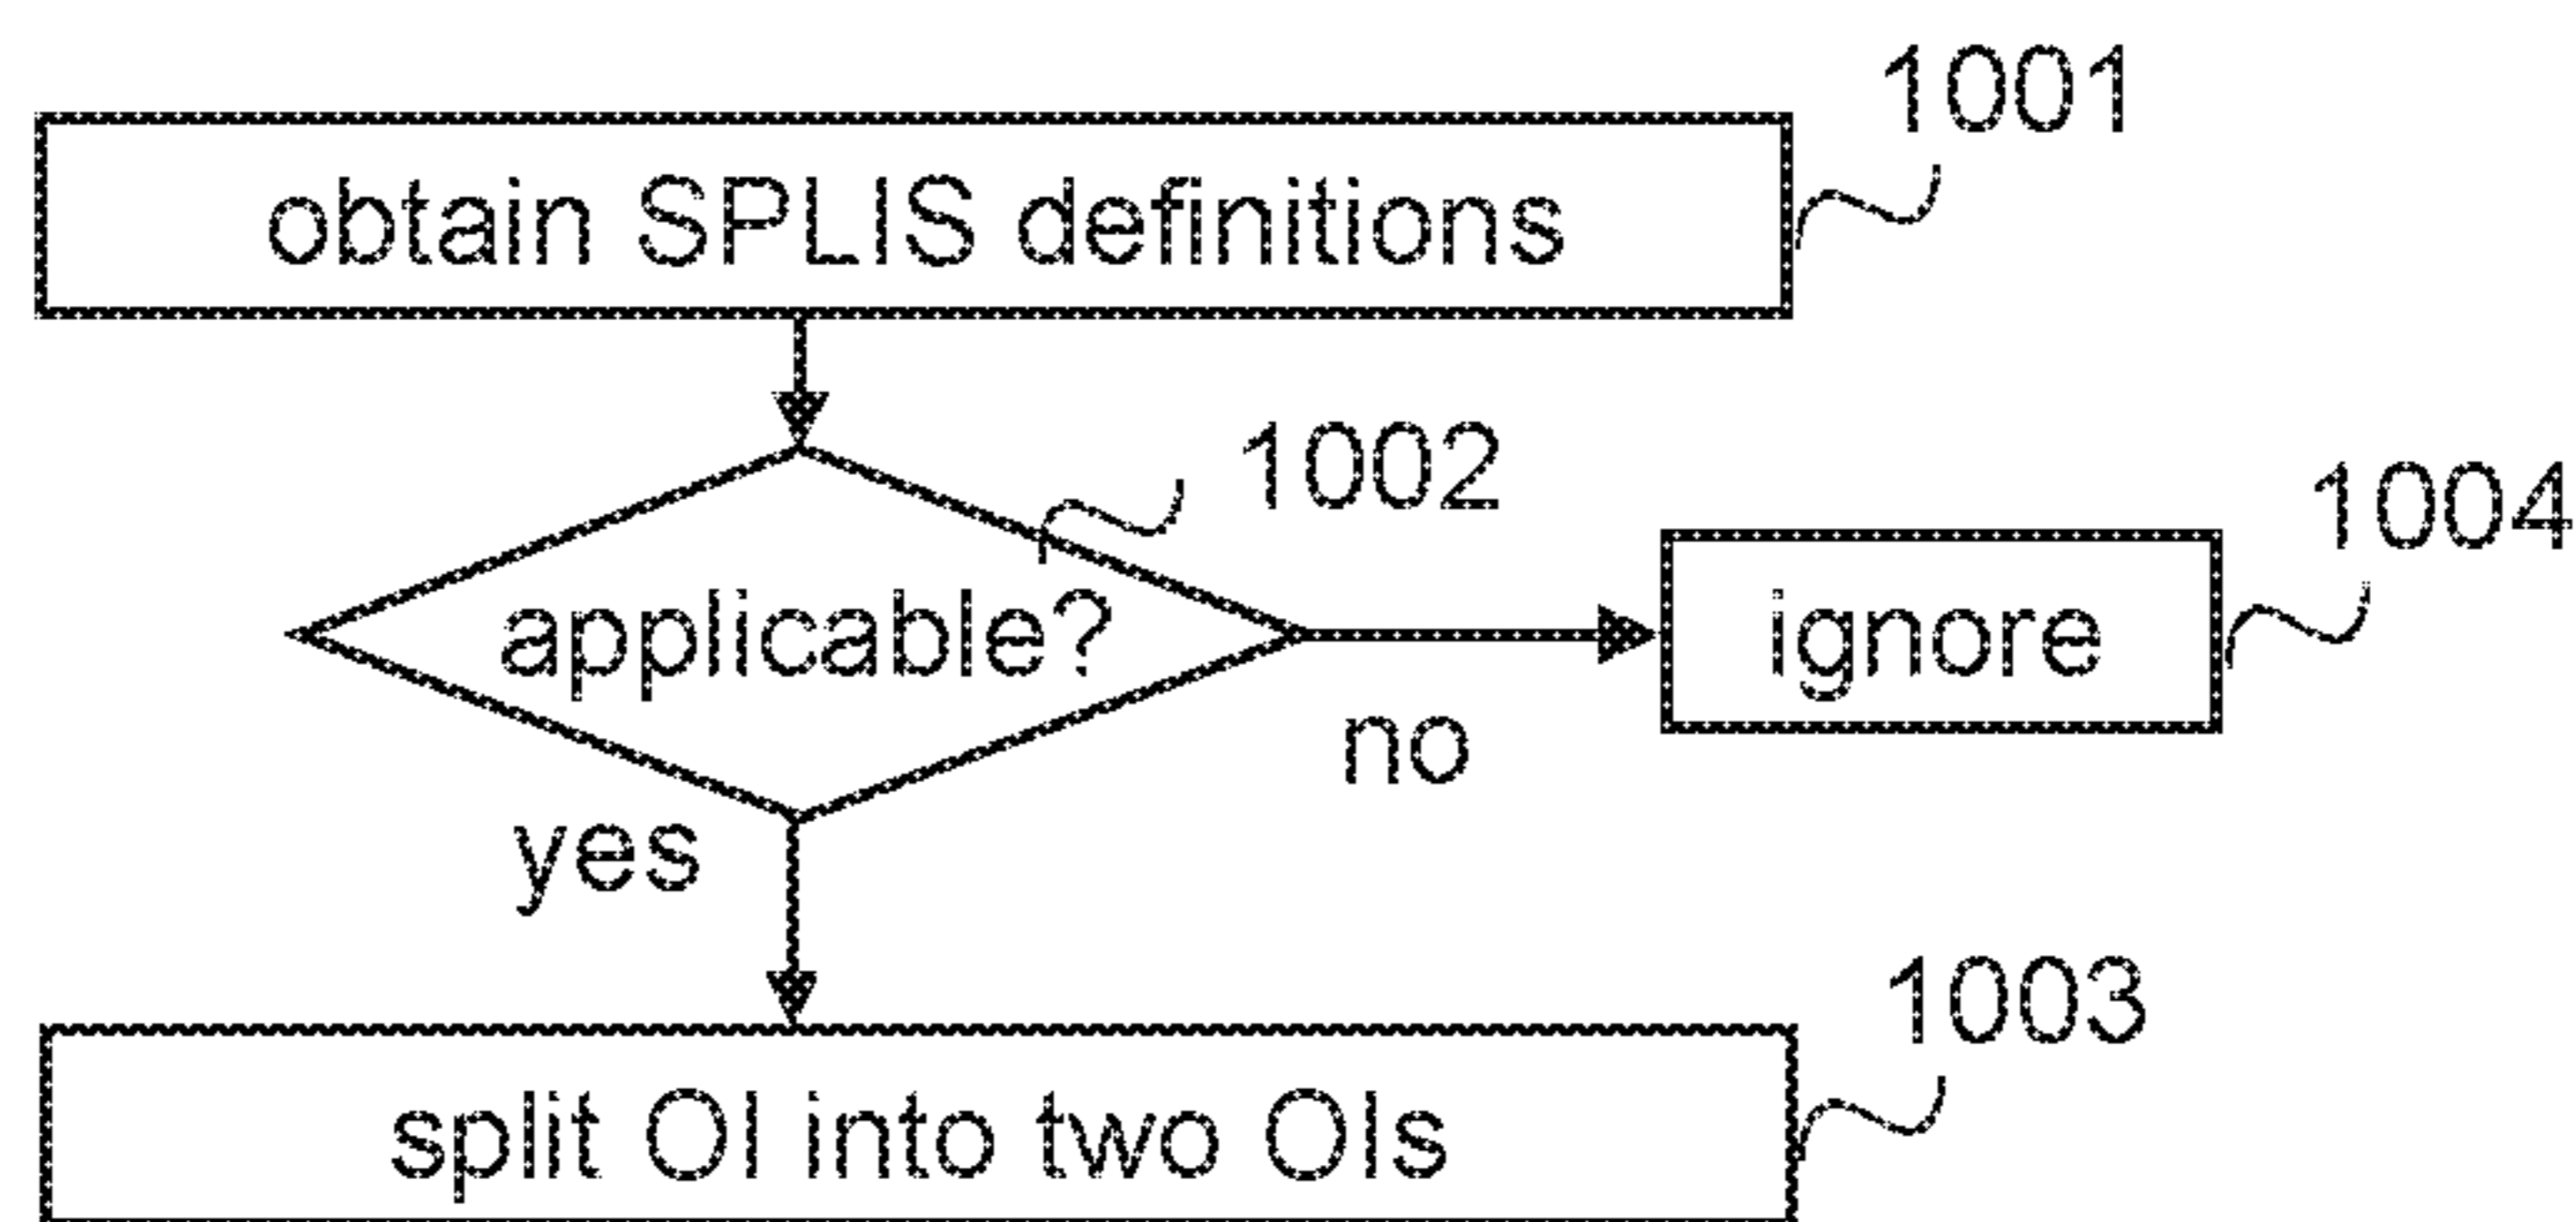 1001
obtain SPLIS definitions
1002
applicable?
1004
ignore
no
yes
1003
split OI into two OIs